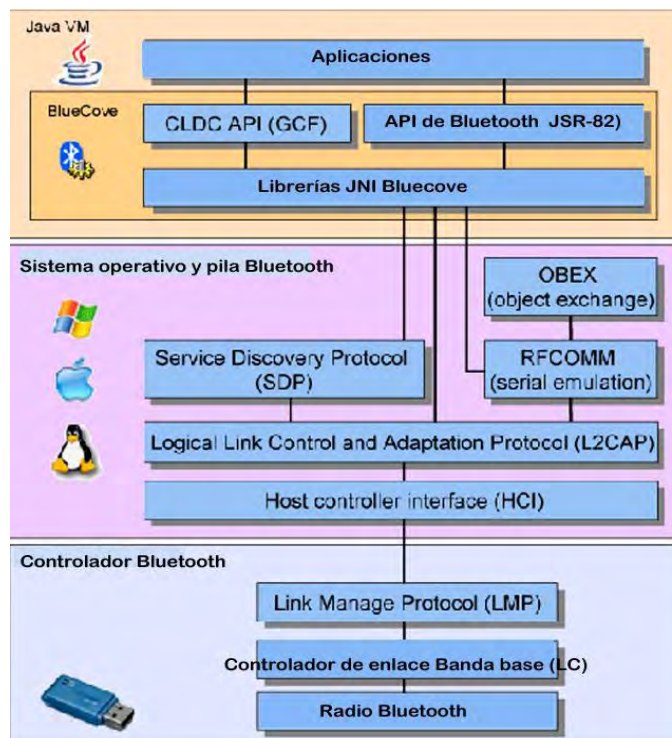 Java VM
Aplicaciones
BlueCove
CLDC API (GCF)
API de Bluetooth JSR-82)
Librerías JNI Bluecove
Sistema operativo y pila Bluetooth
OBEX
(object exchange)
Service Discovery Protocol
(SDP)
RFCOMM
(serial emulation)
Logical Link Control and Adaptation Protocol (L2CAP)
Host controller interface (HCI)
Controlador Bluetooth
Link Manage Protocol (LMP)
Controlador de enlace Banda base (LC)
Radio Bluetooth